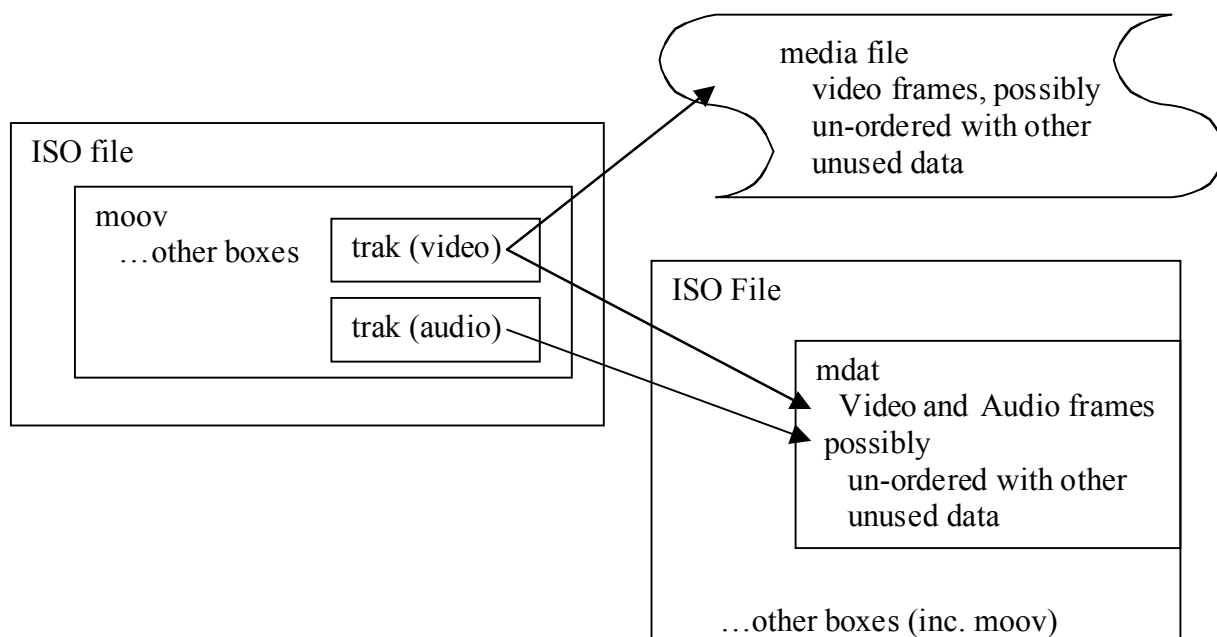 media file
video frames, possibly
un-ordered with other
unused data
ISO file
moov
…other boxes
trak (video)
trak (audio)
ISO File
mdat
Video and Audio frames
possibly
un-ordered with other
unused data
…other boxes (inc. moov)